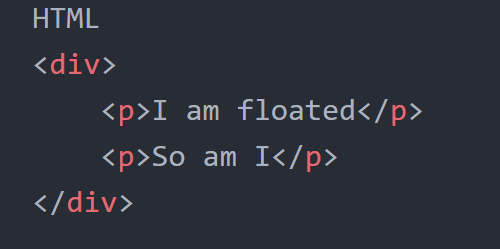 HTML
<div>
    <p>I am floated</p>
    <p>So am I</p>
</div>